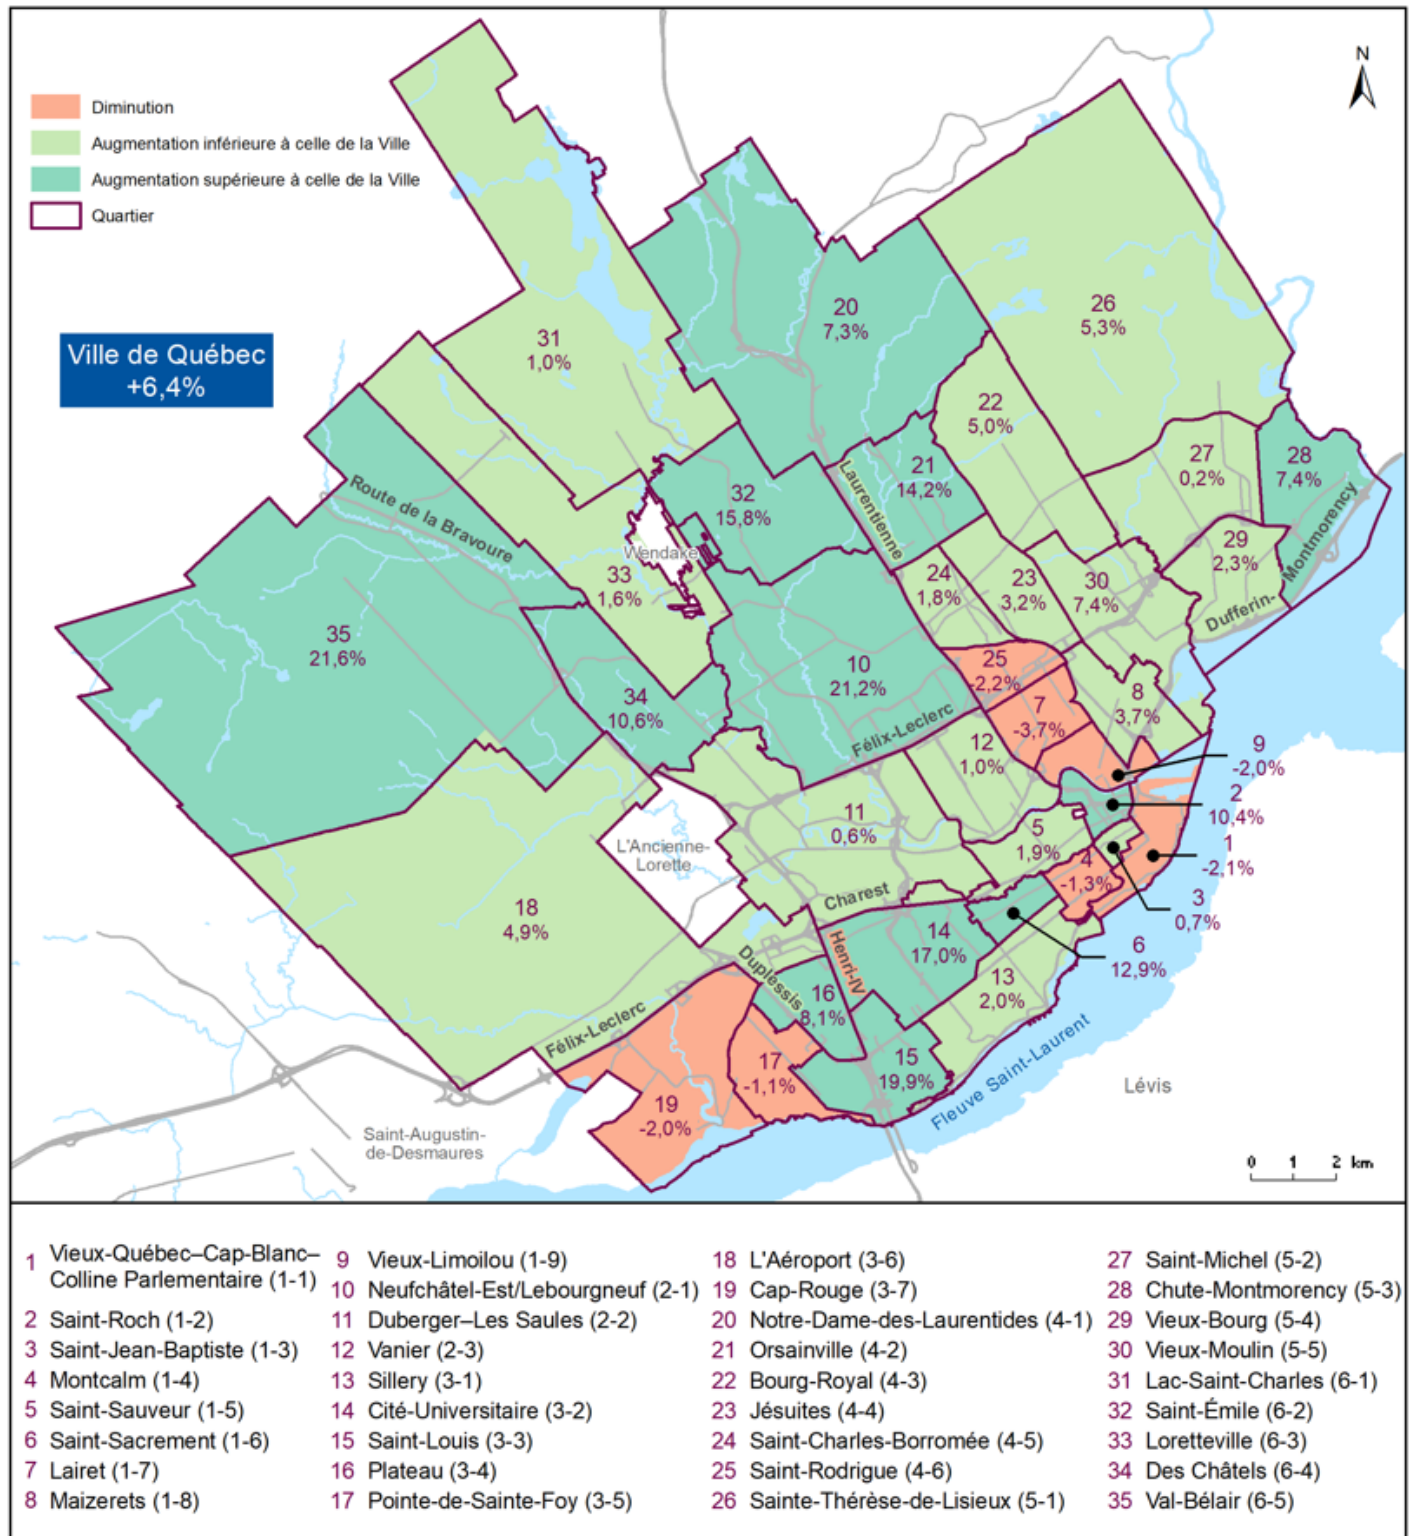 N
Diminution
Augmentation inférieure à celle de la Ville
Augmentation supérieure à celle de la Ville
Quartier
Ville de Québec
+6,4%
31
1,0%
20
7,3%
26
5,3%
22
5,0%
27
0,2%
28
7,4%
21
14,2%
32
15,8%
Laurentienne
Route de la Bravoure
Wendake
33
1,6%
29
2,3%
Montmorency
Dufferin-
24
1,8%
23
3,2%
30
7,4%
35
21,6%
34
10,6%
10
21,2%
25
-2,2%
7
-3,7%
8
3,7%
Félix-Leclerc
12
1,0%
9
-2,0%
2
10,4%
1
-2,1%
11
0,6%
5
1,9%
4
-1,3%
L'Ancienne-
Lorette
Charest
3
0,7%
18
4,9%
14
17,0%
6
12,9%
Henri-IV
Duplessis
13
2,0%
16
8,1%
Félix-Leclerc
17
-1,1%
15
19,9%
19
-2,0%
Fleuve Saint-Laurent
Lévis
Saint-Augustin-
de-Desmaures
0 1 2 km
1 Vieux-Québec–Cap-Blanc–
Colline Parlementaire (1-1)
2 Saint-Roch (1-2)
3 Saint-Jean-Baptiste (1-3)
4 Montcalm (1-4)
5 Saint-Sauveur (1-5)
6 Saint-Sacrement (1-6)
7 Lairet (1-7)
8 Maizerets (1-8)
9 Vieux-Limoilou (1-9)
10 Neufchâtel-Est/Lebourgneuf (2-1)
11 Duberger–Les Saules (2-2)
12 Vanier (2-3)
13 Sillery (3-1)
14 Cité-Universitaire (3-2)
15 Saint-Louis (3-3)
16 Plateau (3-4)
17 Pointe-de-Sainte-Foy (3-5)
18 L'Aéroport (3-6)
19 Cap-Rouge (3-7)
20 Notre-Dame-des-Laurentides (4-1)
21 Orsainville (4-2)
22 Bourg-Royal (4-3)
23 Jésuites (4-4)
24 Saint-Charles-Borromée (4-5)
25 Saint-Rodrigue (4-6)
26 Sainte-Thérèse-de-Lisieux (5-1)
27 Saint-Michel (5-2)
28 Chute-Montmorency (5-3)
29 Vieux-Bourg (5-4)
30 Vieux-Moulin (5-5)
31 Lac-Saint-Charles (6-1)
32 Saint-Émile (6-2)
33 Loretteville (6-3)
34 Des Châtels (6-4)
35 Val-Bélair (6-5)